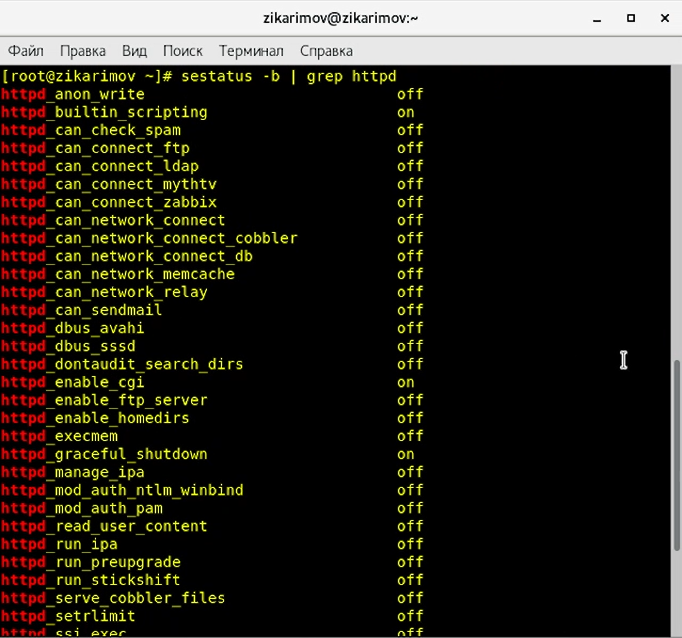 zikarimov@zikarimov:~
Файл Правка Вид Поиск Терминал Справка
[root@zikarimov ~]# sestatus -b | grep httpd
httpd_anon_write off
httpd_builtin_scripting on
httpd_can_check_spam off
httpd_can_connect_ftp off
httpd_can_connect_ldap off
httpd_can_connect_mythtv off
httpd_can_connect_zabbix off
httpd_can_network_connect off
httpd_can_network_connect_cobbler off
httpd_can_network_connect_db off
httpd_can_network_memcache off
httpd_can_network_relay off
httpd_can_sendmail off
httpd_dbus_avahi off
httpd_dbus_sssd off
httpd_dontaudit_search_dirs off
httpd_enable_cgi on
httpd_enable_ftp_server off
httpd_enable_homedirs off
httpd_execmem off
httpd_graceful_shutdown on
httpd_manage_ipa off
httpd_mod_auth_ntlm_winbind off
httpd_mod_auth_pam off
httpd_read_user_content off
httpd_run_ipa off
httpd_run_preupgrade off
httpd_run_stickshift off
httpd_serve_cobbler_files off
httpd_setrlimit off
httpd_ssi_exec off